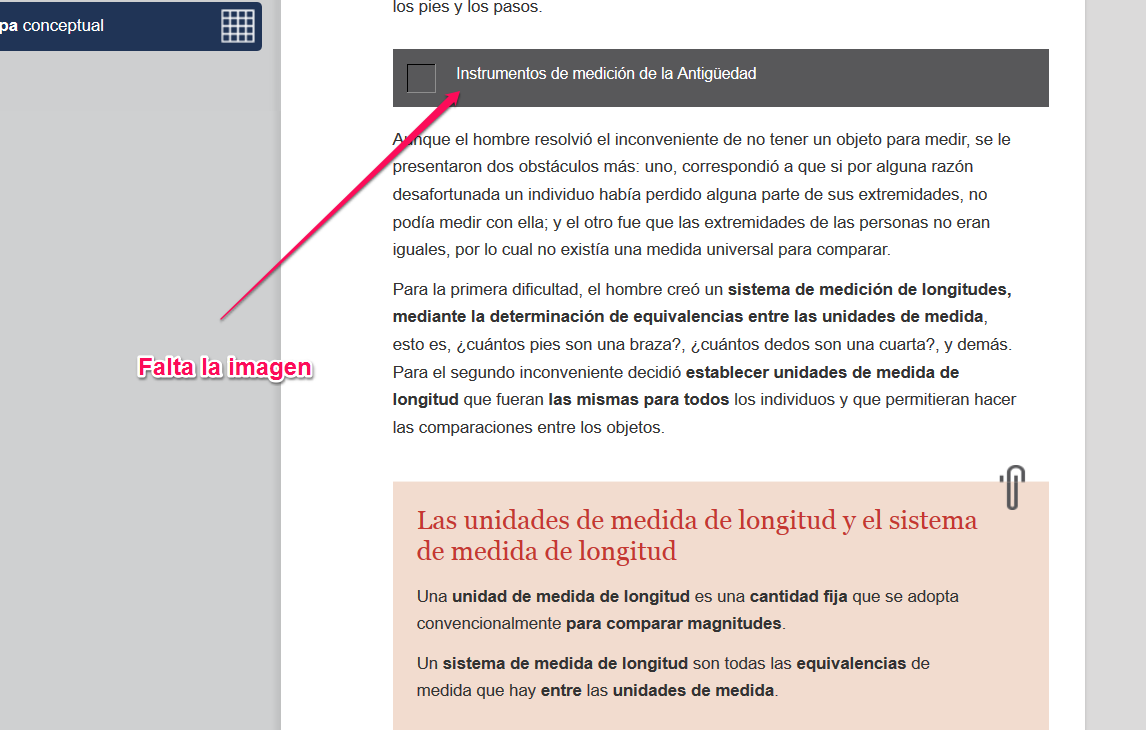 los pies y los pasos.
pa conceptual
Instrumentos de medición de la Antigüedad
Aunque el hombre resolvió el inconveniente de no tener un objeto para medir, se le
presentaron dos obstáculos más: uno, correspondió a que si por alguna razón
desafortunada un individuo había perdido alguna parte de sus extremidades, no
podía medir con ella; y el otro fue que las extremidades de las personas no eran
iguales, por lo cual no existía una medida universal para comparar.
Para la primera dificultad, el hombre creó un sistema de medición de longitudes,
mediante la determinación de equivalencias entre las unidades de medida,
esto es, ¿cuántos pies son una braza?, ¿cuántos dedos son una cuarta?, y demás.
Para el segundo inconveniente decidió establecer unidades de medida de
longitud que fueran las mismas para todos los individuos y que permitieran hacer
las comparaciones entre los objetos.
Falta la imagen
Las unidades de medida de longitud y el sistema
de medida de longitud
Una unidad de medida de longitud es una cantidad fija que se adopta
convencionalmente para comparar magnitudes.
Un sistema de medida de longitud son todas las equivalencias de
medida que hay entre las unidades de medida.